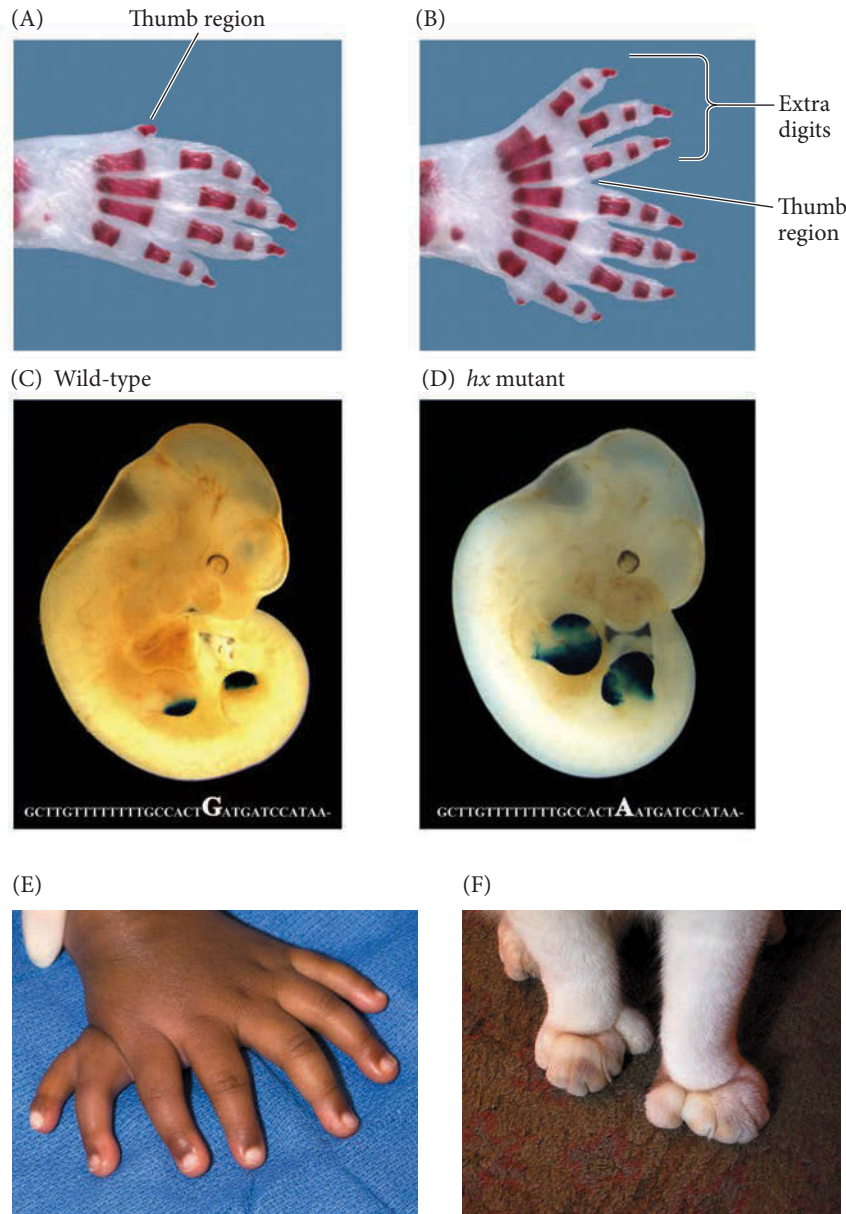 (A)
Thumb region
(B)
Extra
digits
Thumb
region
(C) Wild-type
(D) hx mutant
GCTTGTTTTTTTTGCCACTGATGATCCATAA-
GCTTGTTTTTTTTGCCACTAATGATCCATAA-
(E)
(F)